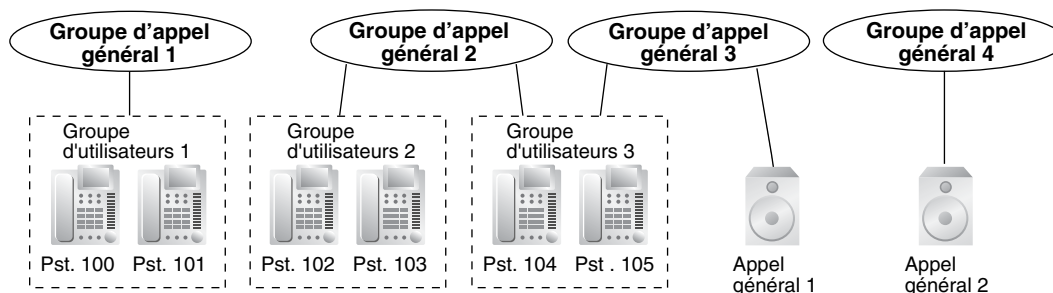 Groupe d’appel
général 1
Groupe d’appel
général 2
Groupe d’appel
général 3
Groupe d’appel
général 4
Groupe
d'utilisateurs 1
Groupe
d'utilisateurs 2
Groupe
d'utilisateurs 3
Pst. 100
Pst. 101
Pst. 102
Pst. 103
Pst. 104
Pst . 105
Appel
général 1
Appel
général 2